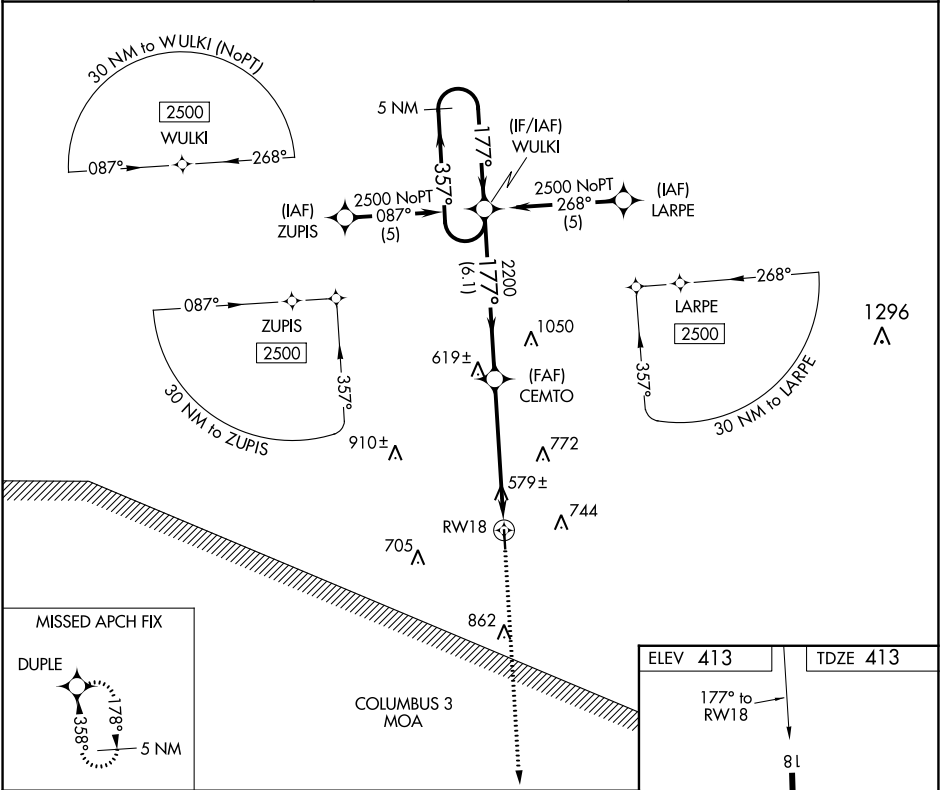 30 NM to WULKI (NoPT)
2500
WULKI
087°
268°
5 NM
177°
357°
(IF/IAF)
WULKI
(IAF)
ZUPIS
2500 NoPT
087°
(5)
2500 NoPT
268°
(5)
(IAF)
LARPE
2200
177°
(6.1)
087°
ZUPIS
2500
357°
30 NM to ZUPIS
268°
LARPE
2500
357°
30 NM to LARPE
1296
1050
619±
(FAF)
CEMTO
910±
772
579±
744
RW18
705
862
COLUMBUS 3
MOA
MISSED APCH FIX
DUPLE
178°
358°
5 NM
ELEV 413
TDZE 413
177° to
RW18
18